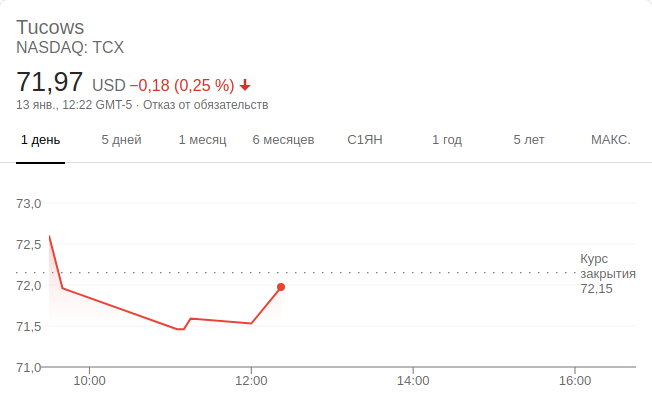 Tucows
NASDAQ: TCX
71,97 USD −0,18 (0,25 %)
13 янв., 12:22 GMT-5 · Отказ от обязательств
1 день 5 дней 1 месяц 6 месяцев С1ЯН 1 год 5 лет МАКС.
73,0
72,5
Курс
закрытия
72,15
72,0
71,5
71,0
10:00 12:00 14:00 16:00